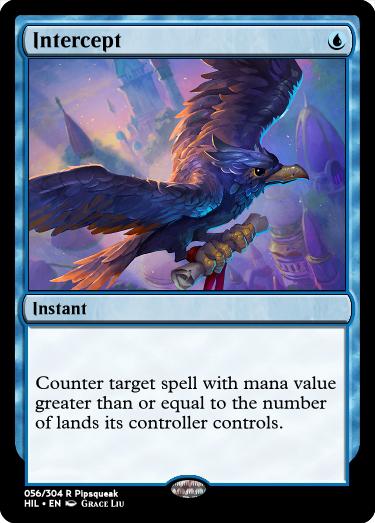 Intercept
Instant
Counter target spell with mana value
greater than or equal to the number
of lands its controller controls.
056/304 R Pipsqueak
HIL • EN Grace Liu